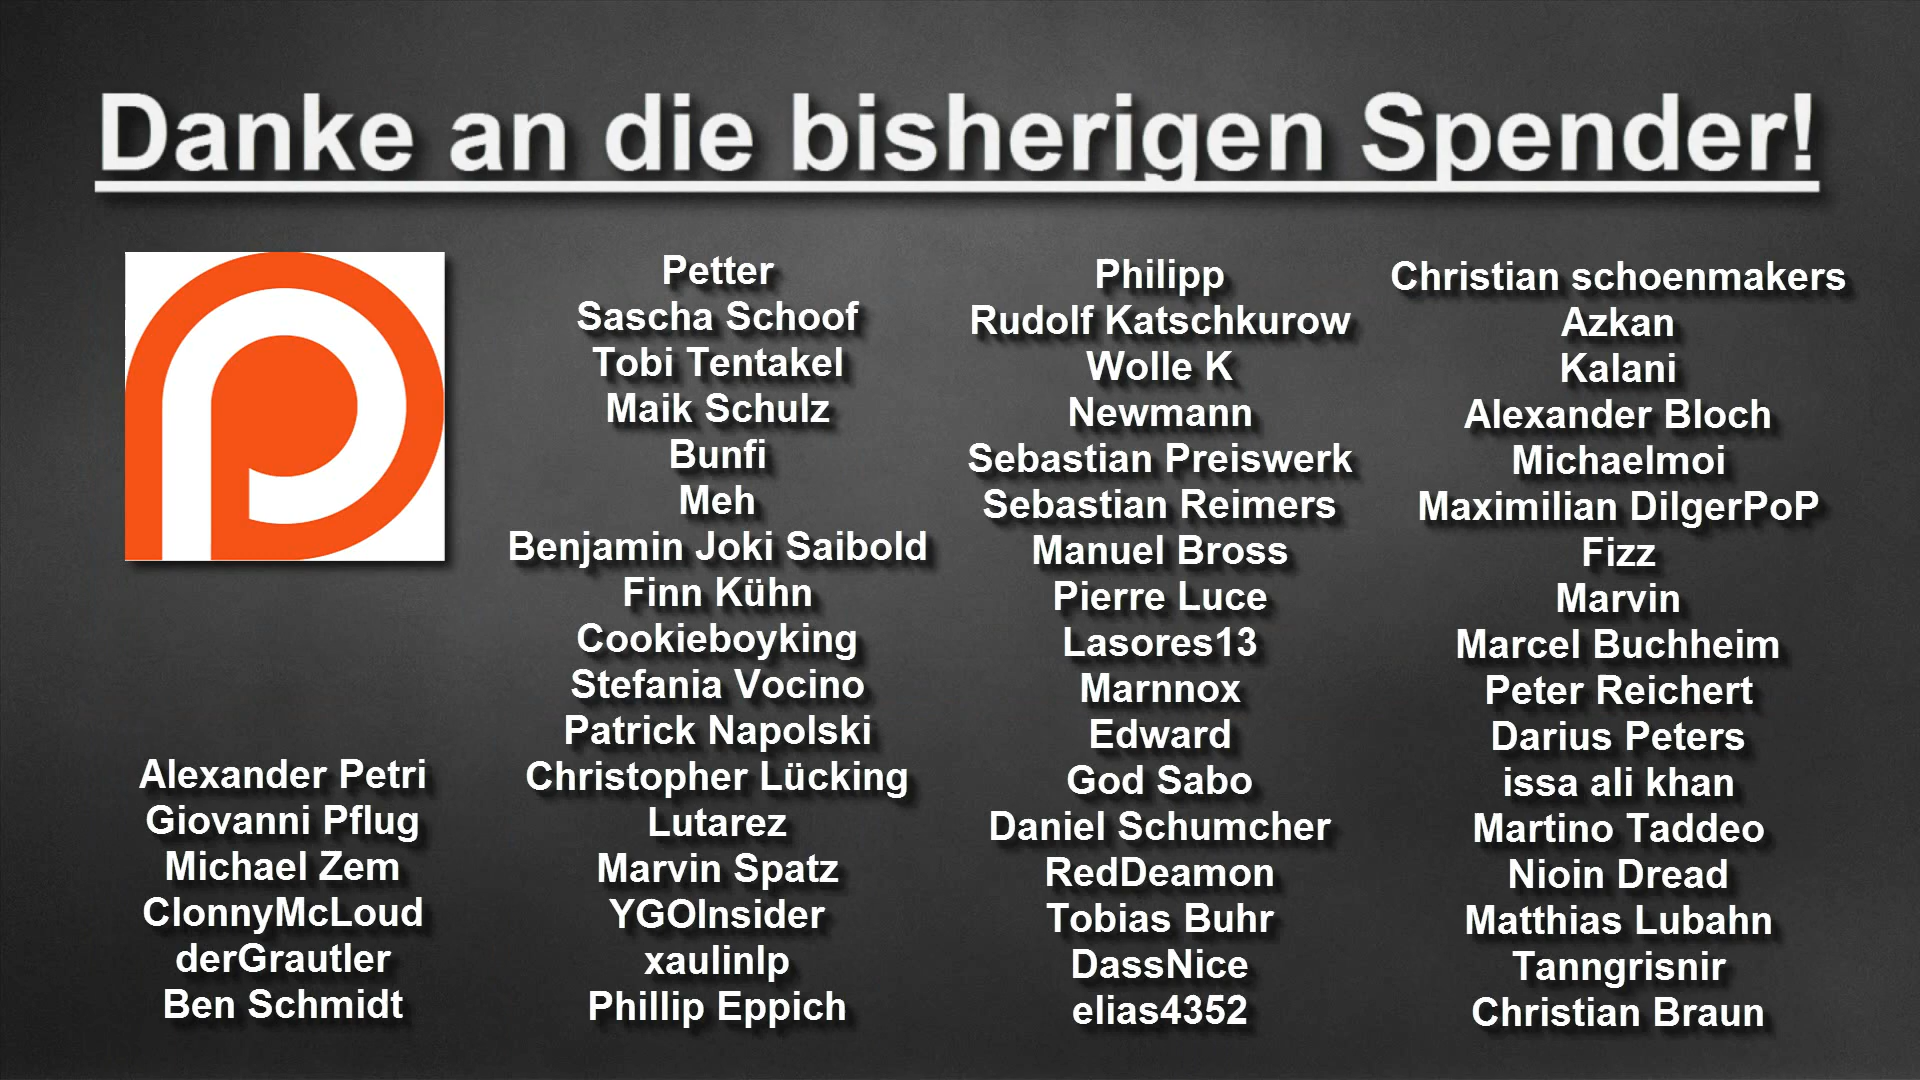 Danke an die bisherigen Spender!
Alexander Petri
Giovanni Pflug
Michael Zem
ClonnyMcLoud
derGrautler
Ben Schmidt
Petter
Sascha Schoof
Tobi Tentakel
Maik Schulz
Bunfi
Meh
Benjamin Joki Saibold
Finn Kühn
Cookieboyking
Stefania Vocino
Patrick Napolski
Christopher Lücking
Lutarez
Marvin Spatz
YGOInsider
xaulinlp
Phillip Eppich
Philipp
Rudolf Katschkurow
Wolle K
Newmann
Sebastian Preiswerk
Sebastian Reimers
Manuel Bross
Pierre Luce
Lasores13
Marnnox
Edward
God Sabo
Daniel Schumcher
RedDeamon
Tobias Buhr
DassNice
elias4352
Christian schoenmakers
Azkan
Kalani
Alexander Bloch
Michaelmoi
Maximilian DilgerPoP
Fizz
Marvin
Marcel Buchheim
Peter Reichert
Darius Peters
issa ali khan
Martino Taddeo
Nioin Dread
Matthias Lubahn
Tanngrisnir
Christian Braun